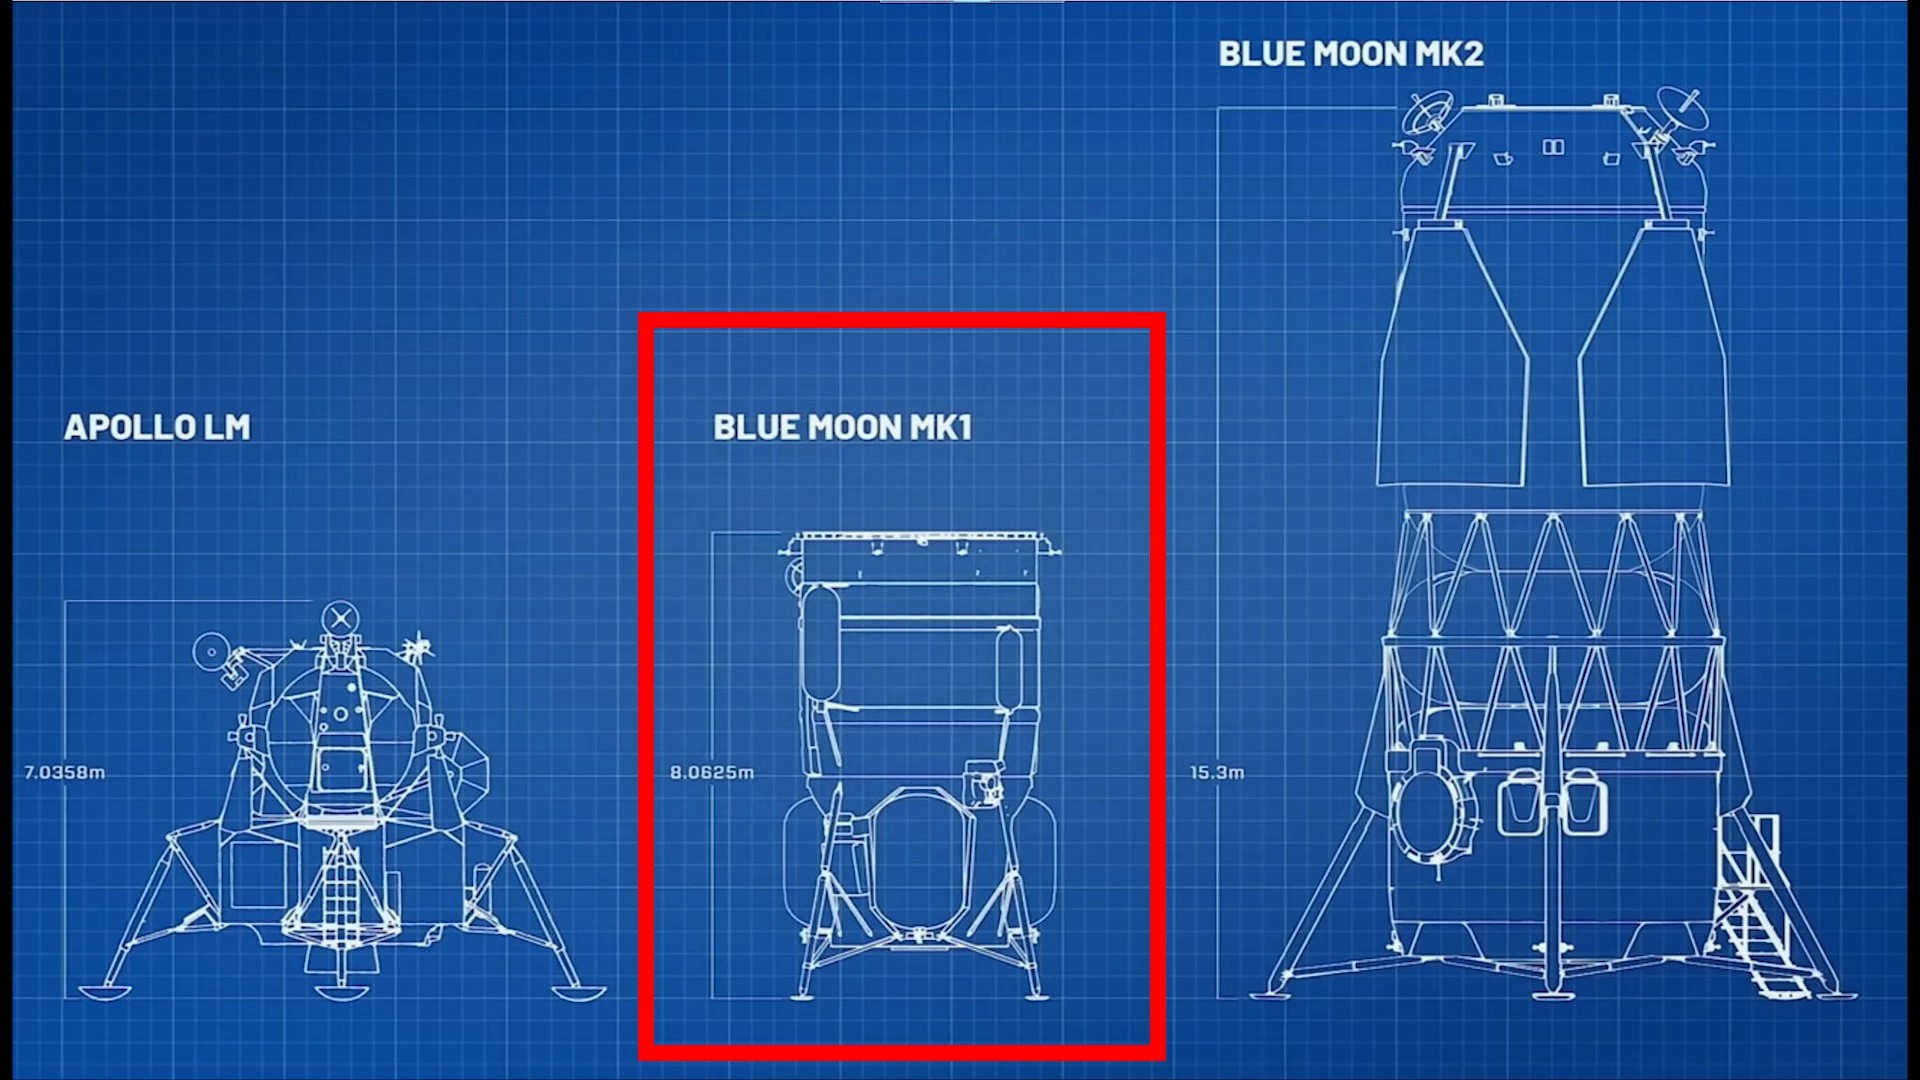 BLUE MOON MK2
APOLLO LM
BLUE MOON MK1
7.0358m
8.0625m
15.3m